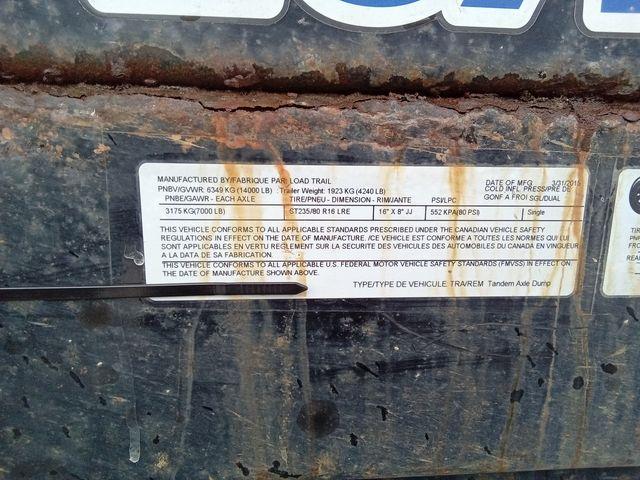 MANUFACTURED BY/FABRIQUE PAR: LOAD TRAIL DATE OF MFG 3/31/2015
PNBV/GVWR: 6349 KG (14000 LB) : Trailer Weight: 1923 KG (4240 LB) COLD INFL. PRESS/PRE DE
PNBE/GAWR - EACH AXLE TIRE/PNEU - DIMENSION - RIM/JANTE PSI/LPC GONF A FROI SGL/DUAL
3175 KG(7000 LB) ST235/80 R16 LRE 16" X 8" JJ 552 KPA(80 PSI) Single
THIS VEHICLE CONFORMS TO ALL APPLICABLE STANDARDS PRESCRIBED UNDER THE CANADIAN VEHICLE SAFETY
REGULATIONS IN EFFECT ON THE DATE OF MANUFACTURE. /CE VEHICLE EST CONFORME A TOUTES LES NORMES QUI LUI
SONT APPLICABLES EN VERTU REGLEMENT SUR LA SECURITE DES VEHICULES DES AUTOMOBILES DU CANADA EN VINGUER
A LA DATA DE SA FABRICATION.
THIS VEHICLE CONFORMS TO ALL APPLICABLE U.S. FEDERAL MOTOR VEHICLE SAFETY STANDARDS (FMVSS) IN EFFECT ON
THE DATE OF MANUFACTURE SHOWN ABOVE.
TYPE/TYPE DE VEHICULE: TRA/REM Tandem Axle Dump